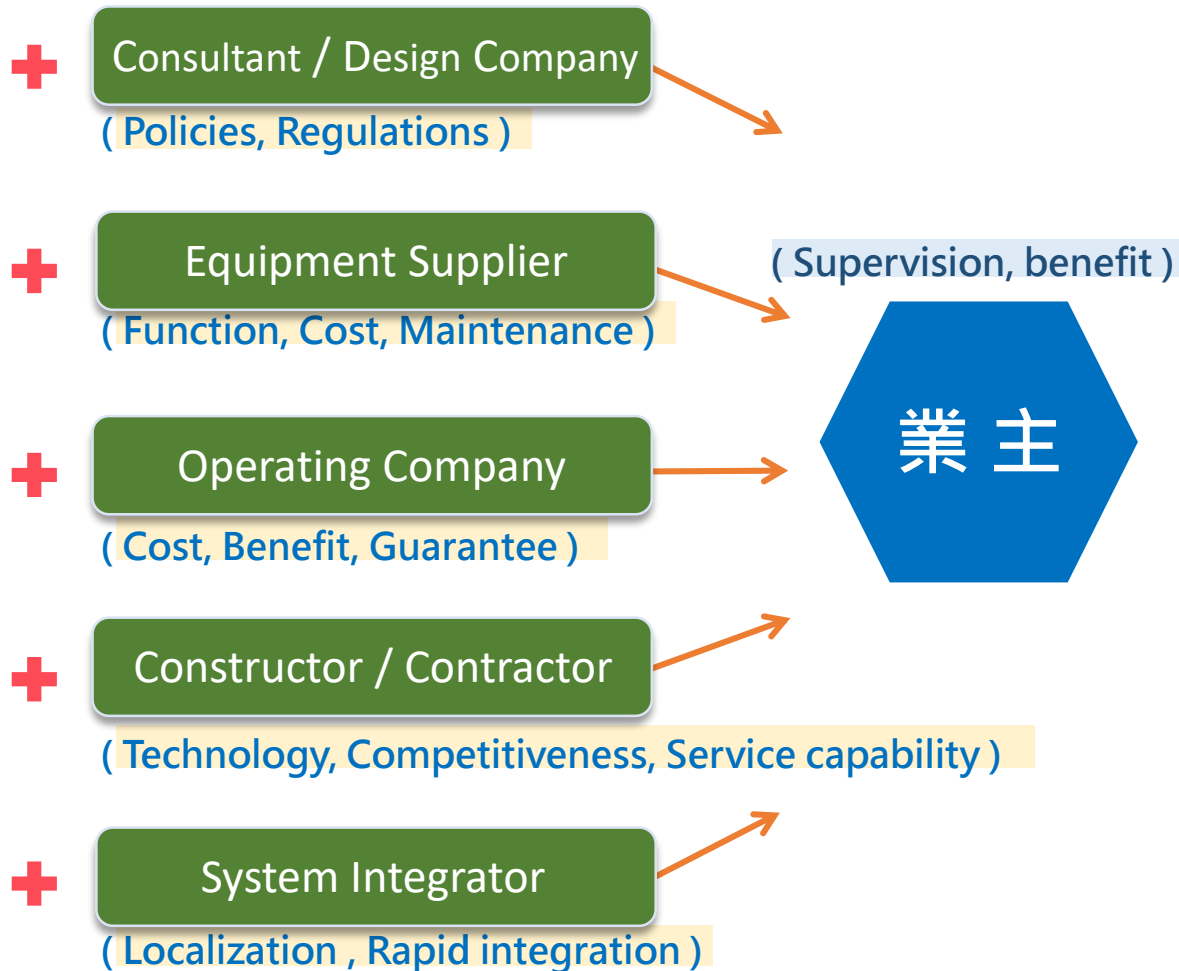 Consultant / Design Company
( Policies, Regulations )
Equipment Supplier
( Function, Cost, Maintenance )
( Supervision, benefit )
業主
Operating Company
( Cost, Benefit, Guarantee )
Constructor / Contractor
( Technology, Competitiveness, Service capability )
System Integrator
( Localization , Rapid integration )